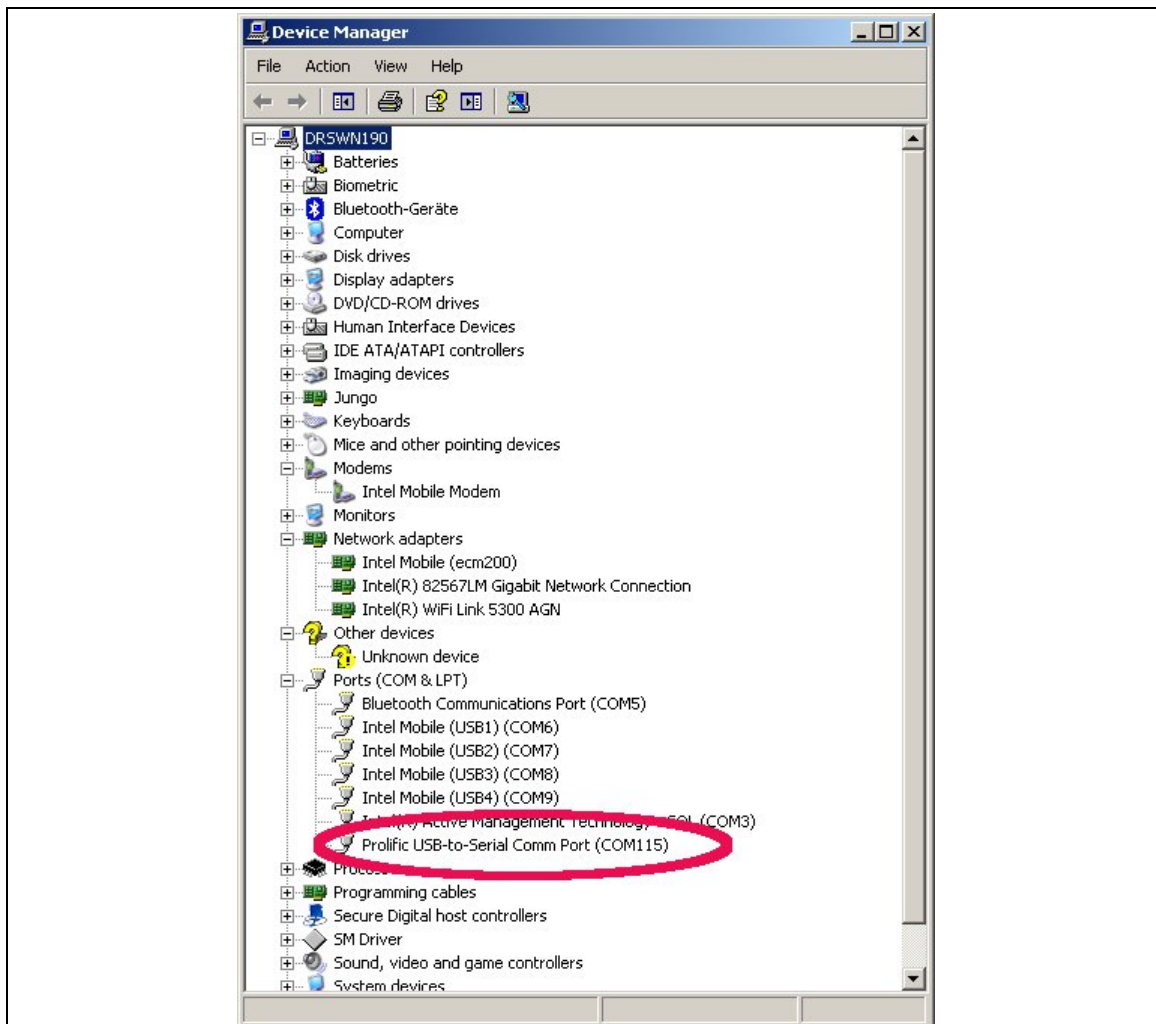 Device Manager
File Action View Help
DRSWN190
Batteries
Biometric
Bluetooth-Geräte
Computer
Disk drives
Display adapters
DVD/CD-ROM drives
Human Interface Devices
IDE ATA/ATAPI controllers
Imaging devices
Jungo
Keyboards
Mice and other pointing devices
Modems
Intel Mobile Modem
Monitors
Network adapters
Intel Mobile (ecm200)
Intel(R) 82567LM Gigabit Network Connection
Intel(R) WiFi Link 5300 AGN
Other devices
Unknown device
Ports (COM & LPT)
Bluetooth Communications Port (COM5)
Intel Mobile (USB1) (COM6)
Intel Mobile (USB2) (COM7)
Intel Mobile (USB3) (COM8)
Intel Mobile (USB4) (COM9)
Intel(R) Active Management Technology - SOL (COM3)
Prolific USB-to-Serial Comm Port (COM115)
Programming cables
Secure Digital host controllers
SM Driver
Sound, video and game controllers
System devices